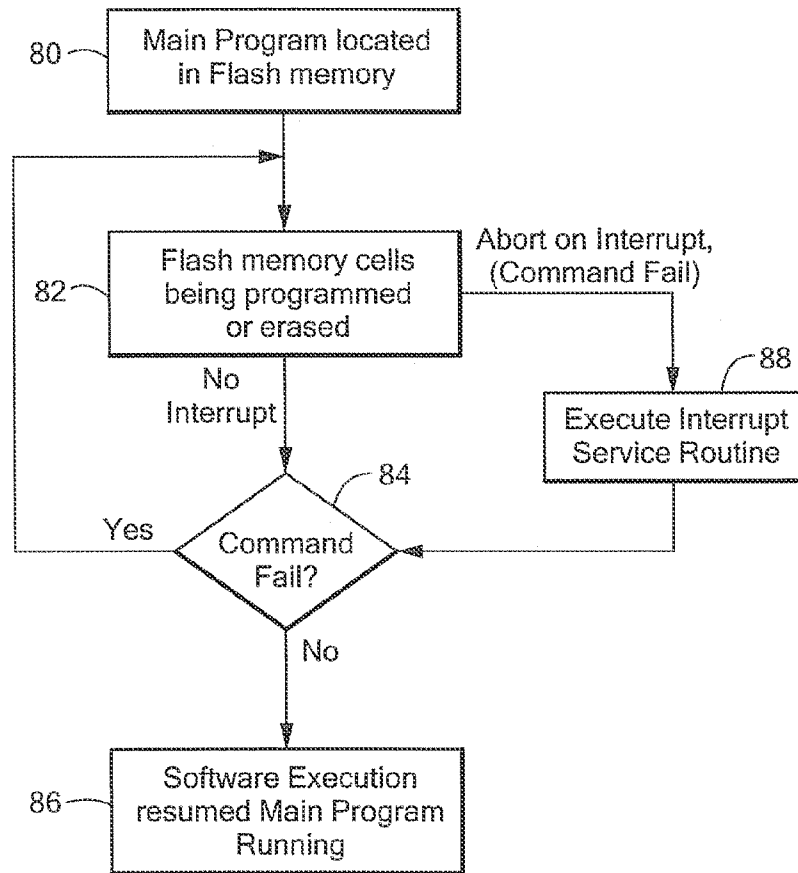 80
Main Program located
in Flash memory
82
Flash memory cells
being programmed
or erased
Abort on Interrupt,
(Command Fail)
No
Interrupt
88
Execute Interrupt
Service Routine
84
Yes
Command
Fail?
No
86
Software Execution
resumed Main Program
Running